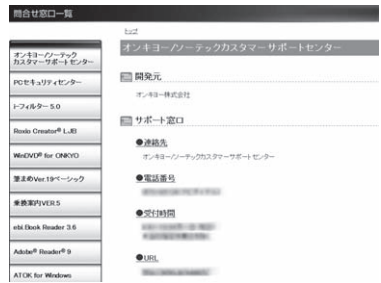 問合せ窓口一覧
トップ
オンキヨー/ソーテック
カスタマーサポートセンター
PCセキュリティセンター
i-フィルター 5.0
Roxio Creator® LJB
WinDVD® for ONKYO
筆まめVer.19ベーシック
乗換案内VER.5
ebi.Book Reader 3.6
Adobe® Reader® 9
ATOK for Windows
オンキヨー/ソーテックカスタマーサポートセンター
開発元
オンキヨー株式会社
サポート窓口
●連絡先
オンキヨー/ソーテックカスタマーサポートセンター
●電話番号
●受付時間
●URL